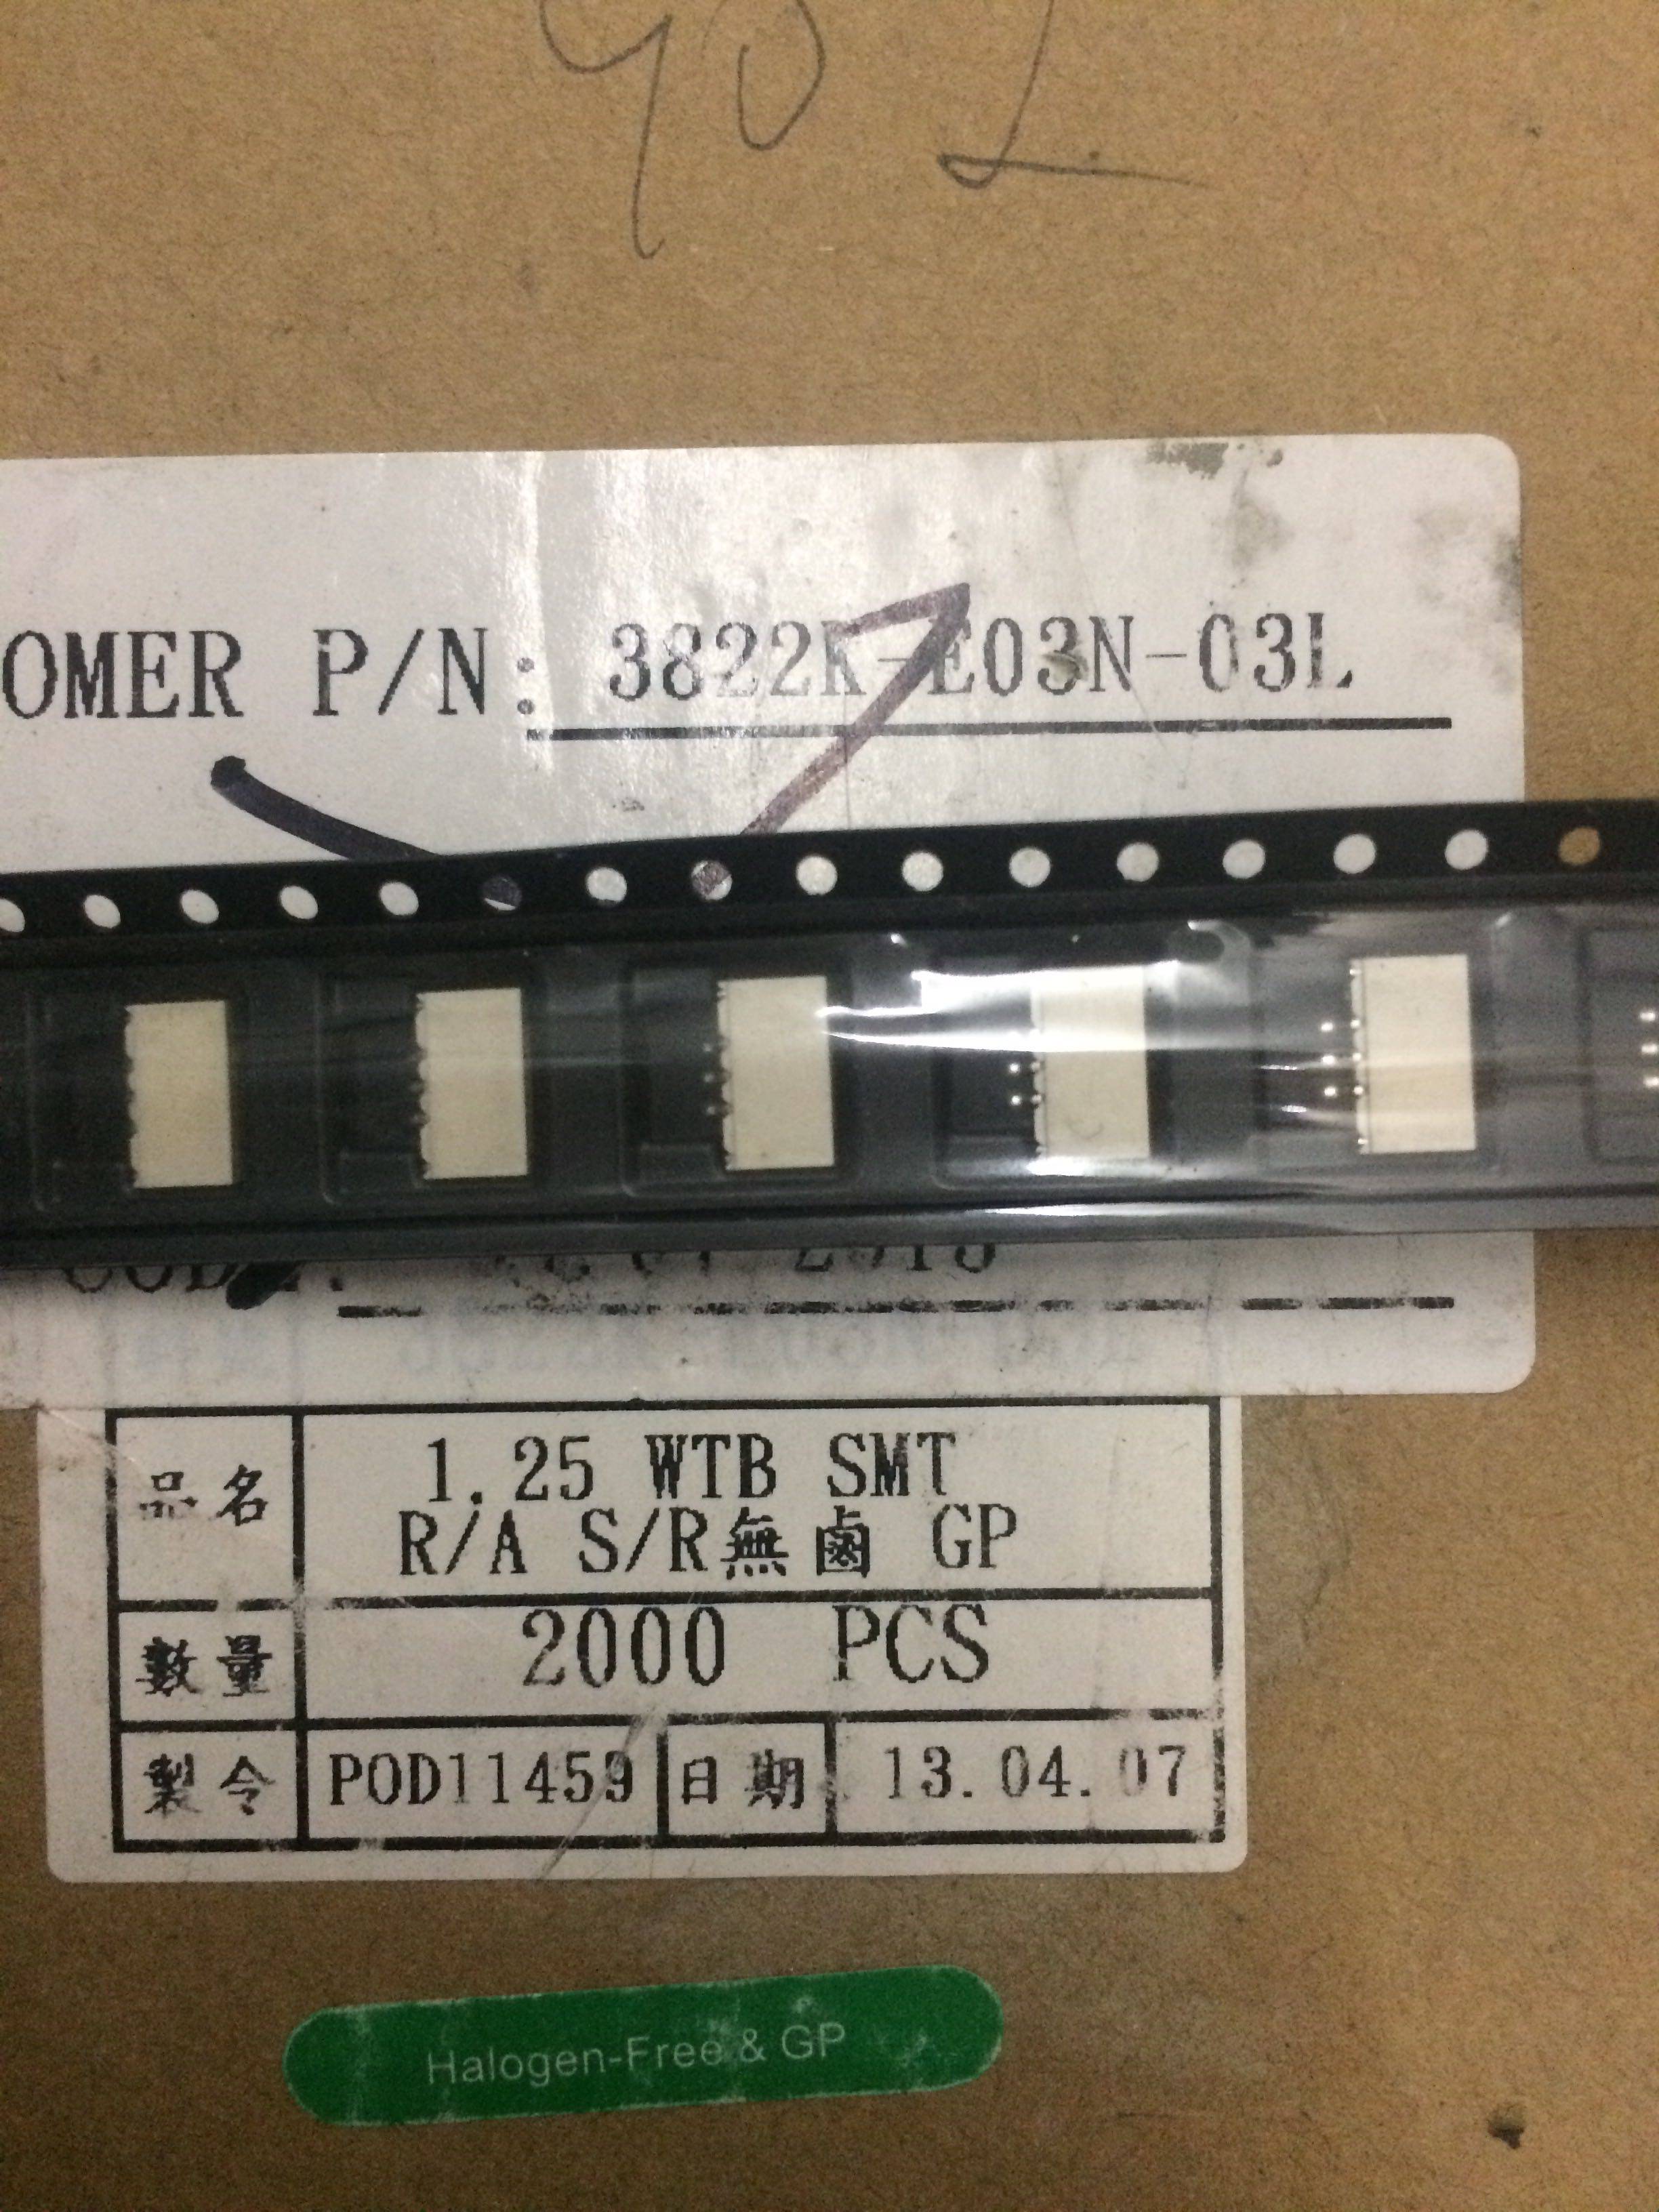 OMER P/N: 3822K-E03N-03L
2013
品名 1.25 WTB SMT
R/A S/R無鹵 GP
數量 2000 PCS
製令 POD11459 日期 13.04.07
Halogen-Free & GP